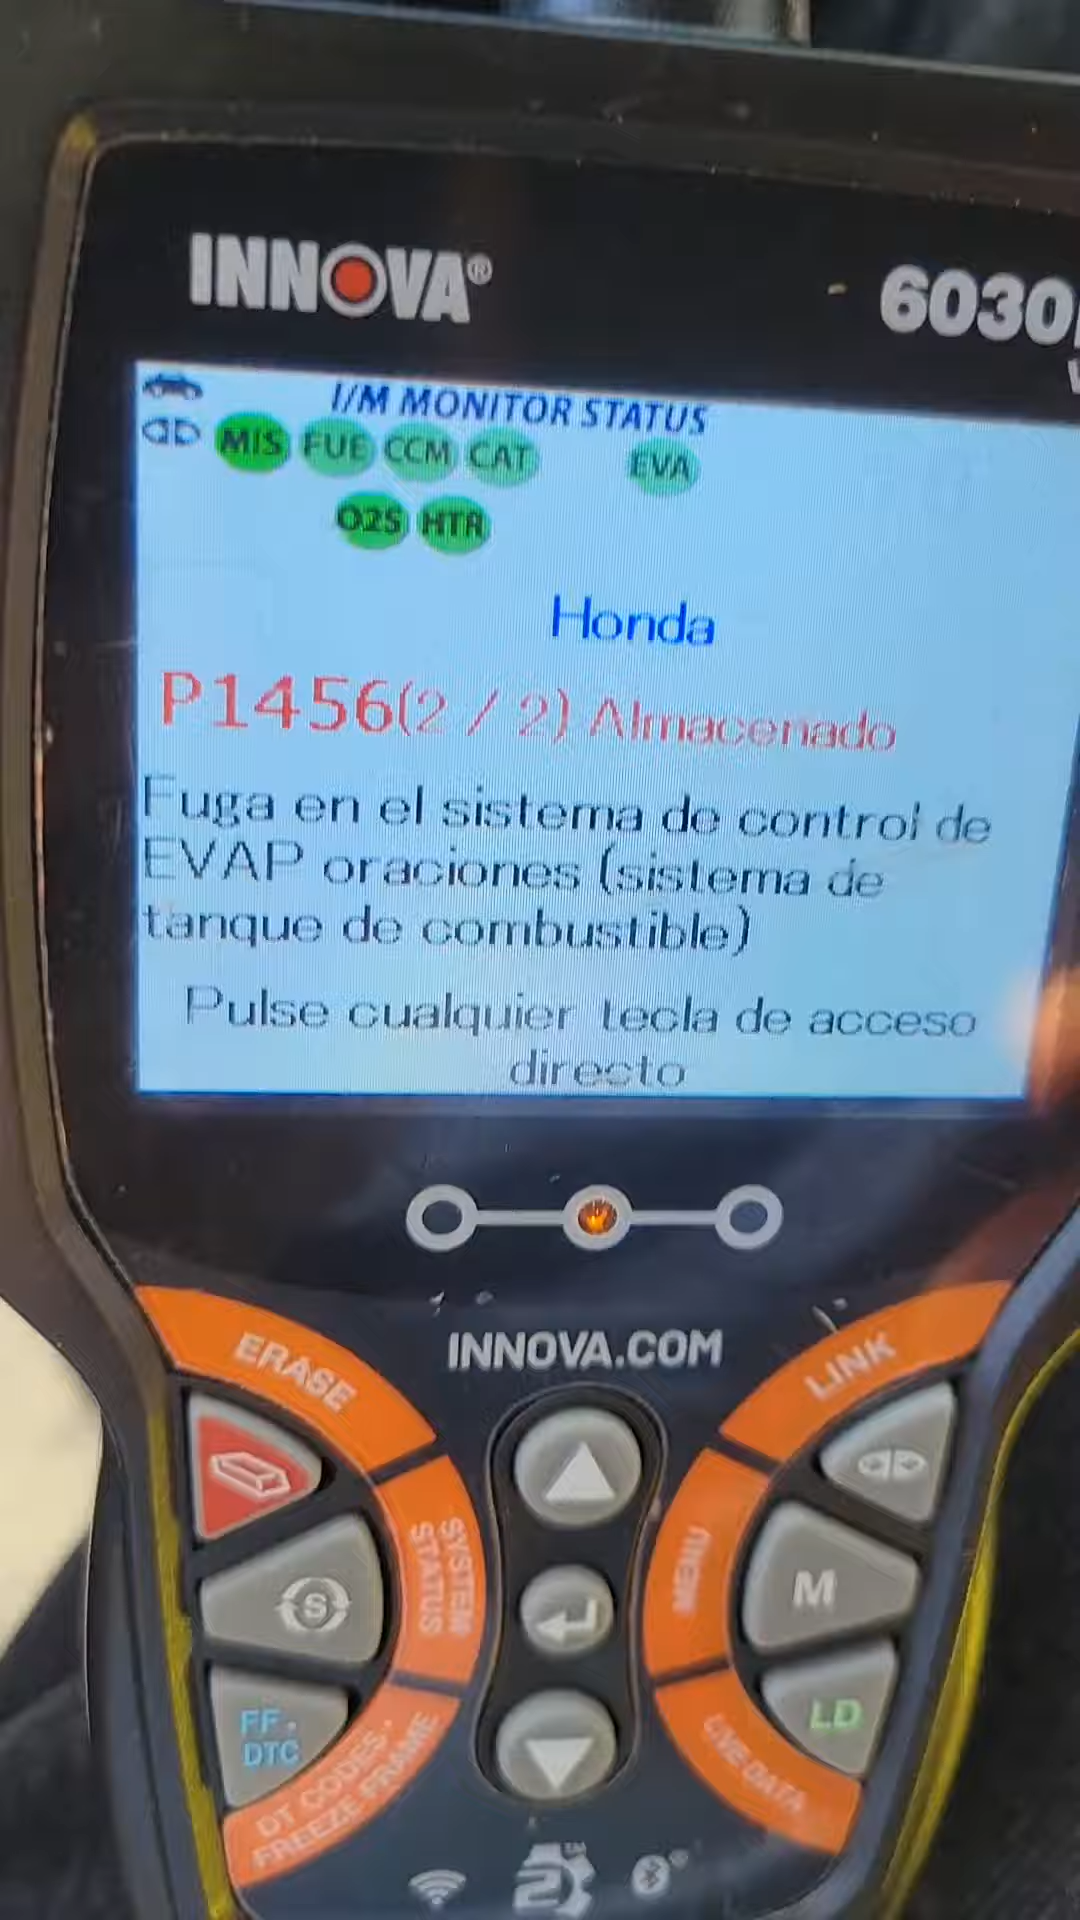 INNOVA®
6030
I/M MONITOR STATUS
MIS FUE CCM CAT EVA
O2S HTR
Honda
P1456(2 / 2) Almacenado
Fuga en el sistema de control de
EVAP oraciones (sistema de
tanque de combustible)
Pulse cualquier tecla de acceso
directo
INNOVA.COM
ERASE
LINK
SYSTEM
STATUS
MENU
M
S
FF.
DTC
LD
DT CODES.
FREEZE FRAME
LIVE DATA